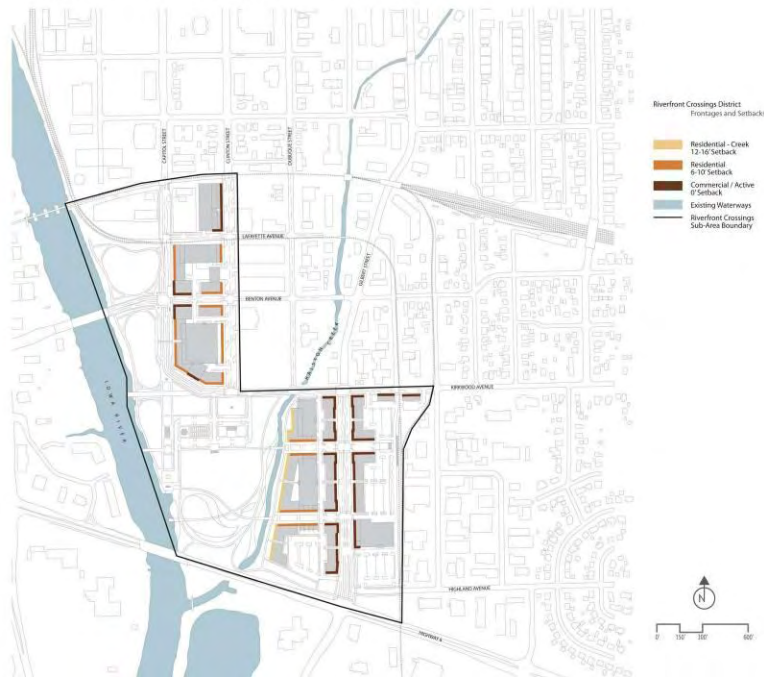 Riverfront Crossings District
Frontages and Setbacks
Residential - Creek
12-16' Setback
Residential
6-10' Setback
Commercial / Active
0' Setback
Existing Waterways
Riverfront Crossings
Sub-Area Boundary
CAPITOL STREET
CLINTON STREET
DUBUQUE STREET
LAFAYETTE AVENUE
GILBERT STREET
BENTON AVENUE
RALSTON CREEK
KIRKWOOD AVENUE
IOWA RIVER
HIGHLAND AVENUE
HIGHWAY 6
N
0' 150' 300' 600'